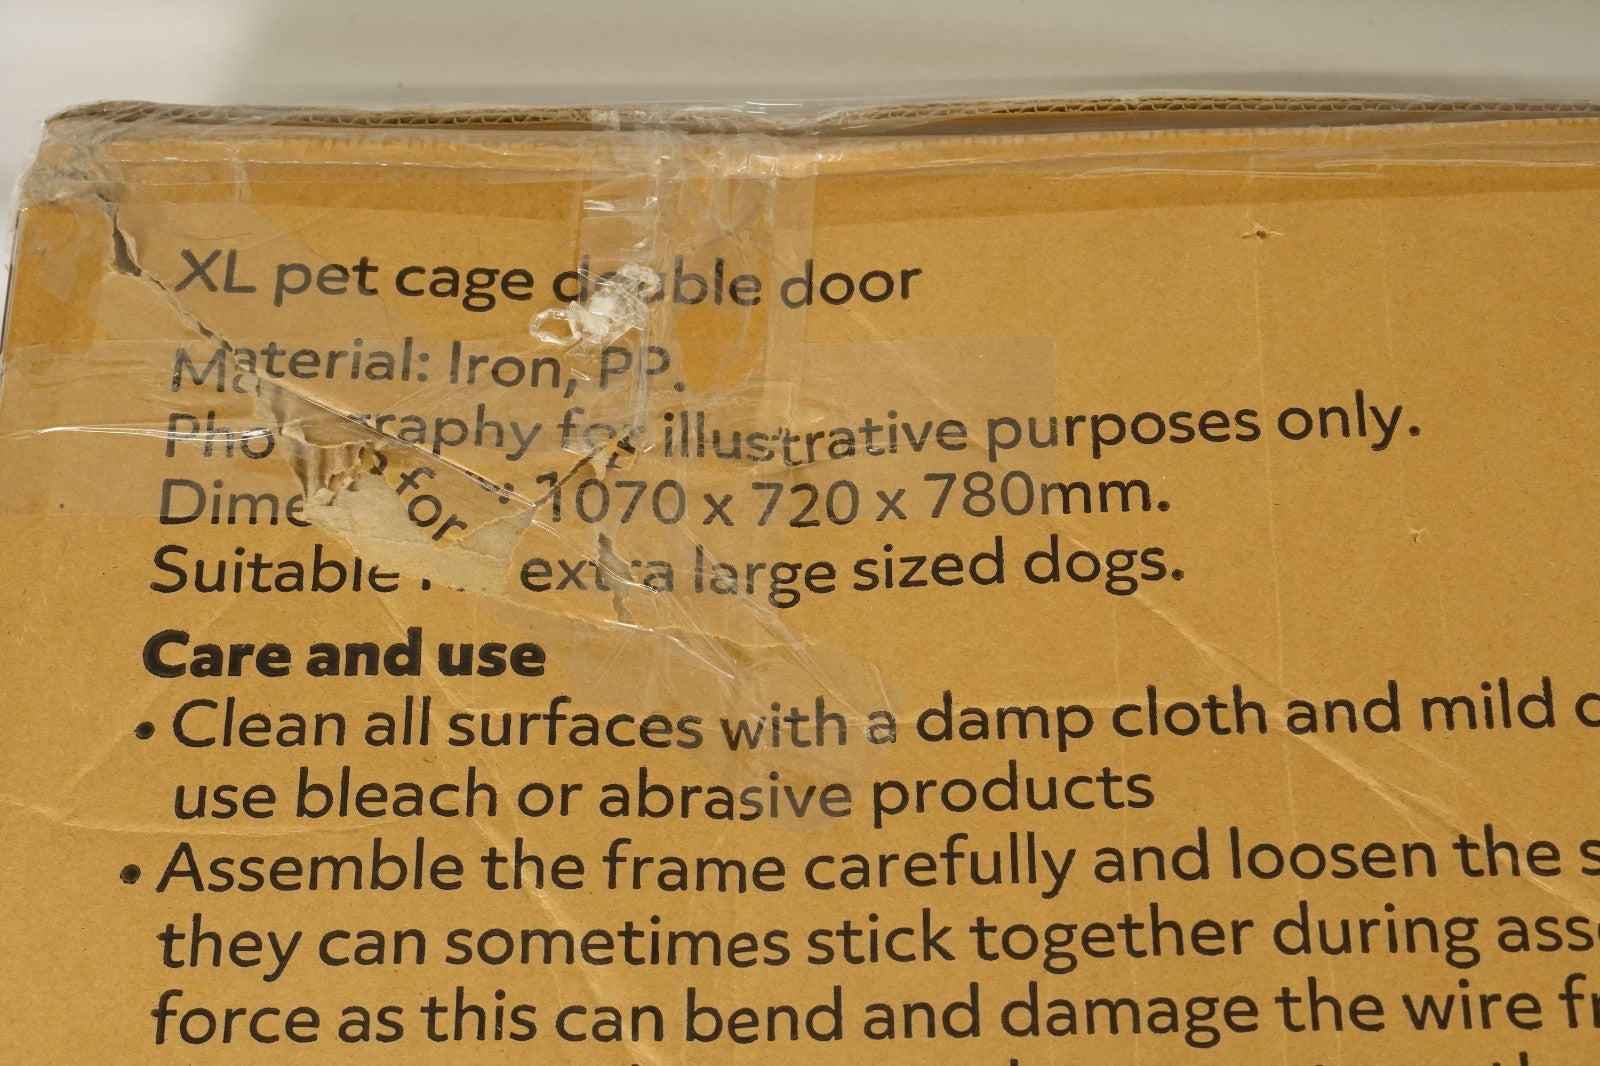 XL pet cage double door
Material: Iron, PP.
Photography for illustrative purposes only.
Dime : 1070 x 720 x 780mm.
Suitable for extra large sized dogs.
Care and use
• Clean all surfaces with a damp cloth and mild
use bleach or abrasive products
• Assemble the frame carefully and loosen the s
they can sometimes stick together during ass
force as this can bend and damage the wire fr